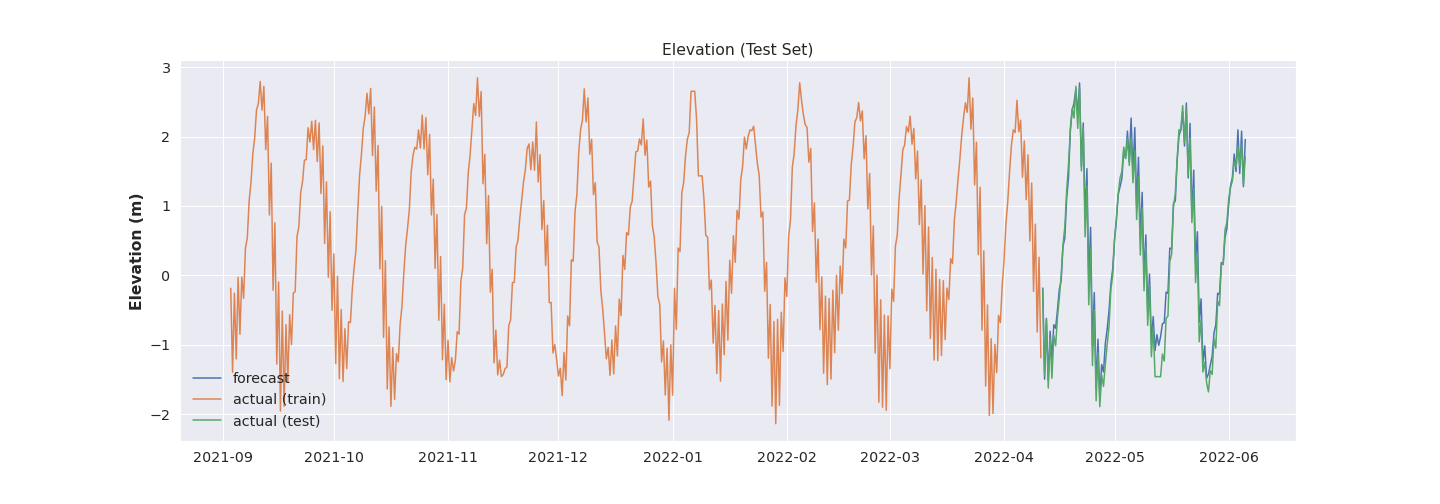 Elevation (Test Set)
3
2
1
0
−1
−2
Elevation (m)
forecast
actual (train)
actual (test)
2021-09 2021-10 2021-11 2021-12 2022-01 2022-02 2022-03 2022-04 2022-05 2022-06